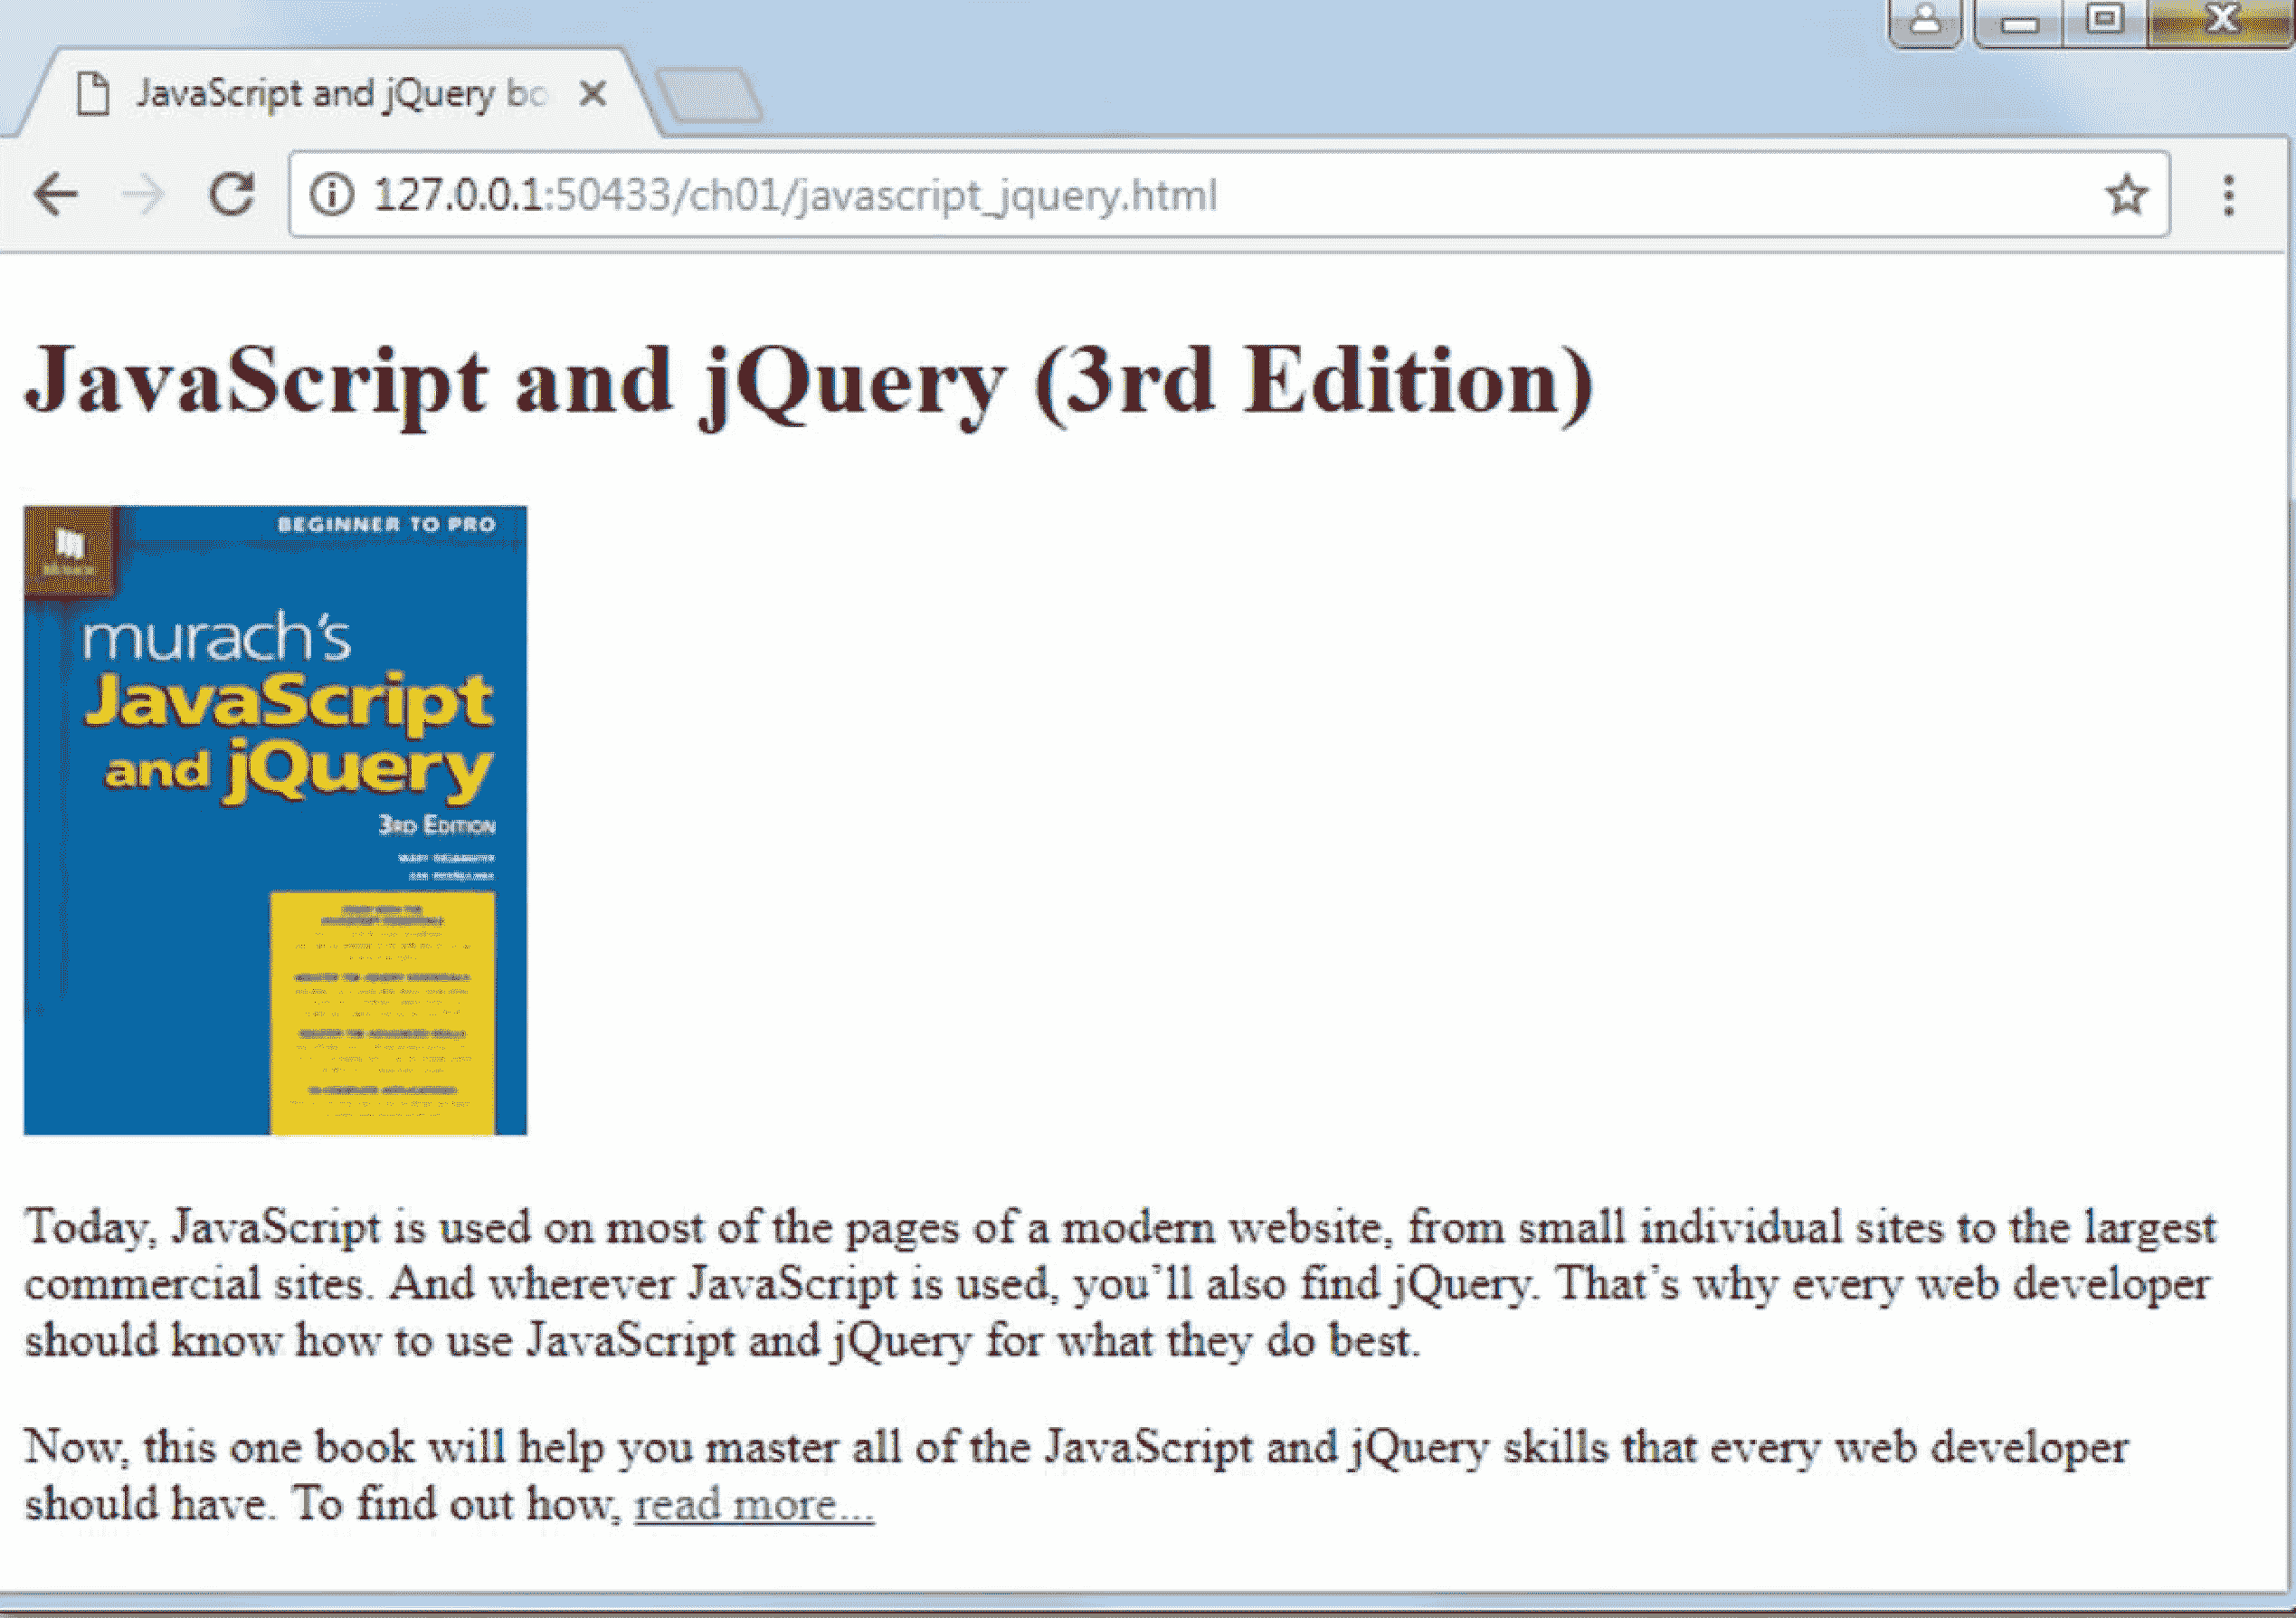 JavaScript and jQuery bo
127.0.0.1:50433/ch01/javascript_jquery.html
JavaScript and jQuery (3rd Edition)
BEGINNER TO PRO
murach's
JavaScript
and jQuery
3RD EDITION
Today, JavaScript is used on most of the pages of a modern website, from small individual sites to the largest
commercial sites. And wherever JavaScript is used, you'll also find jQuery. That's why every web developer
should know how to use JavaScript and jQuery for what they do best.
Now, this one book will help you master all of the JavaScript and jQuery skills that every web developer
should have. To find out how, read more...